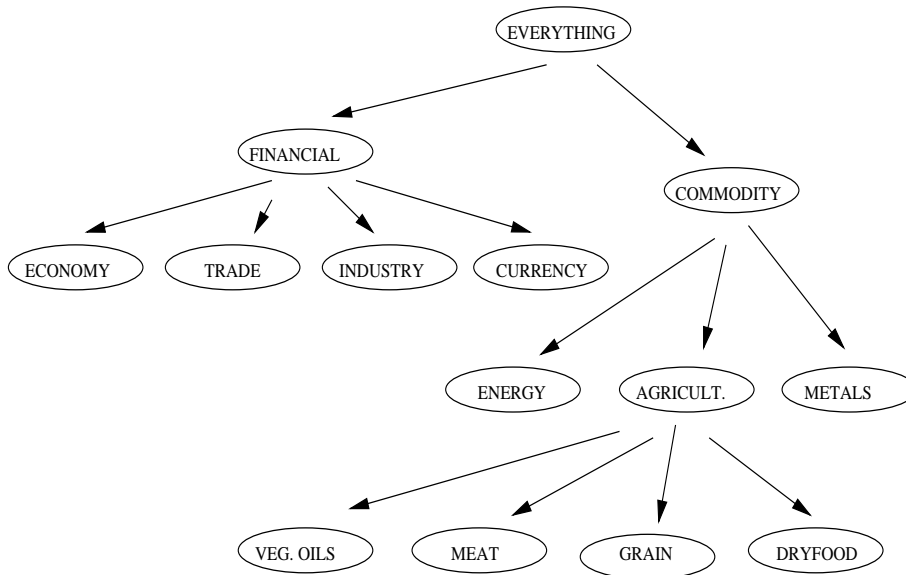 EVERYTHING
FINANCIAL
COMMODITY
ECONOMY
TRADE
INDUSTRY
CURRENCY
ENERGY
AGRICULT.
METALS
VEG. OILS
MEAT
GRAIN
DRYFOOD